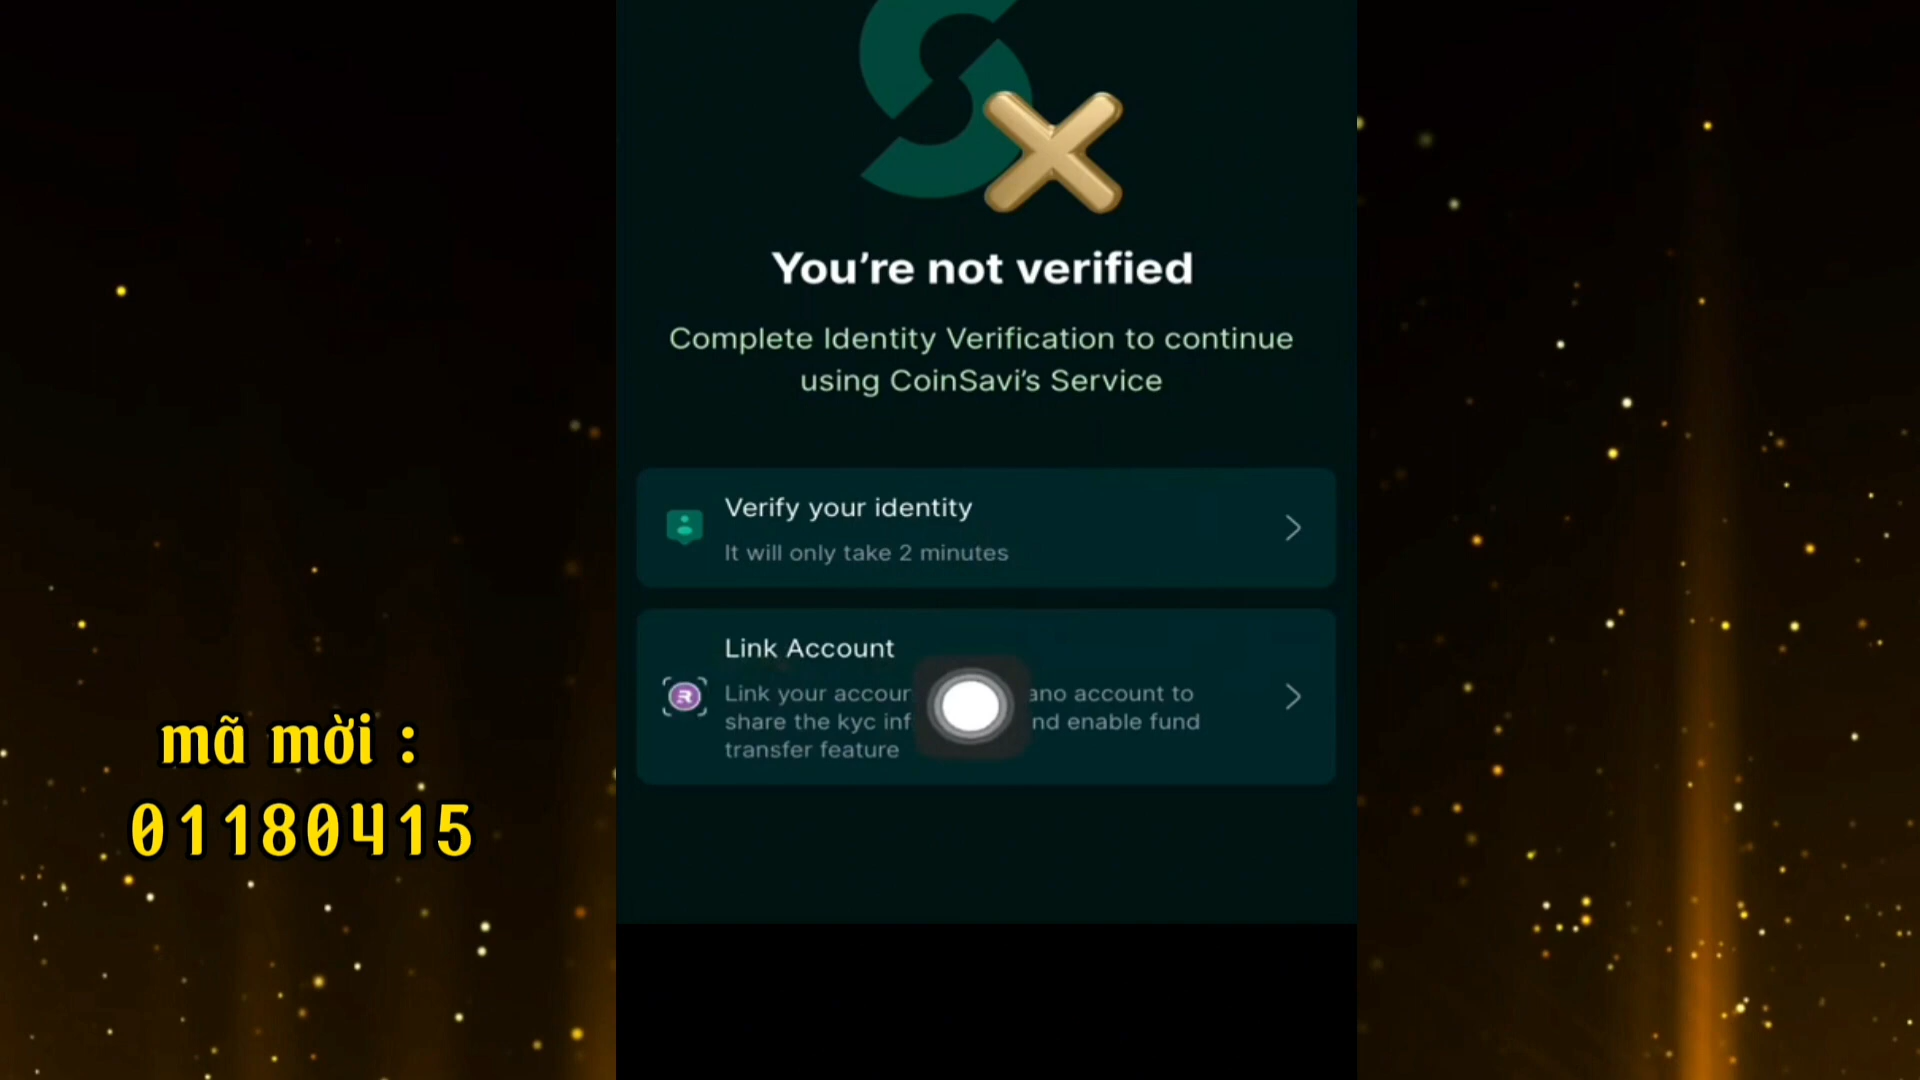 You're not verified
Complete Identity Verification to continue
using CoinSavi's Service
Verify your identity
It will only take 2 minutes
Link Account
Link your account ano account to
share the kyc inf nd enable fund
transfer feature
mã mời :
01180415